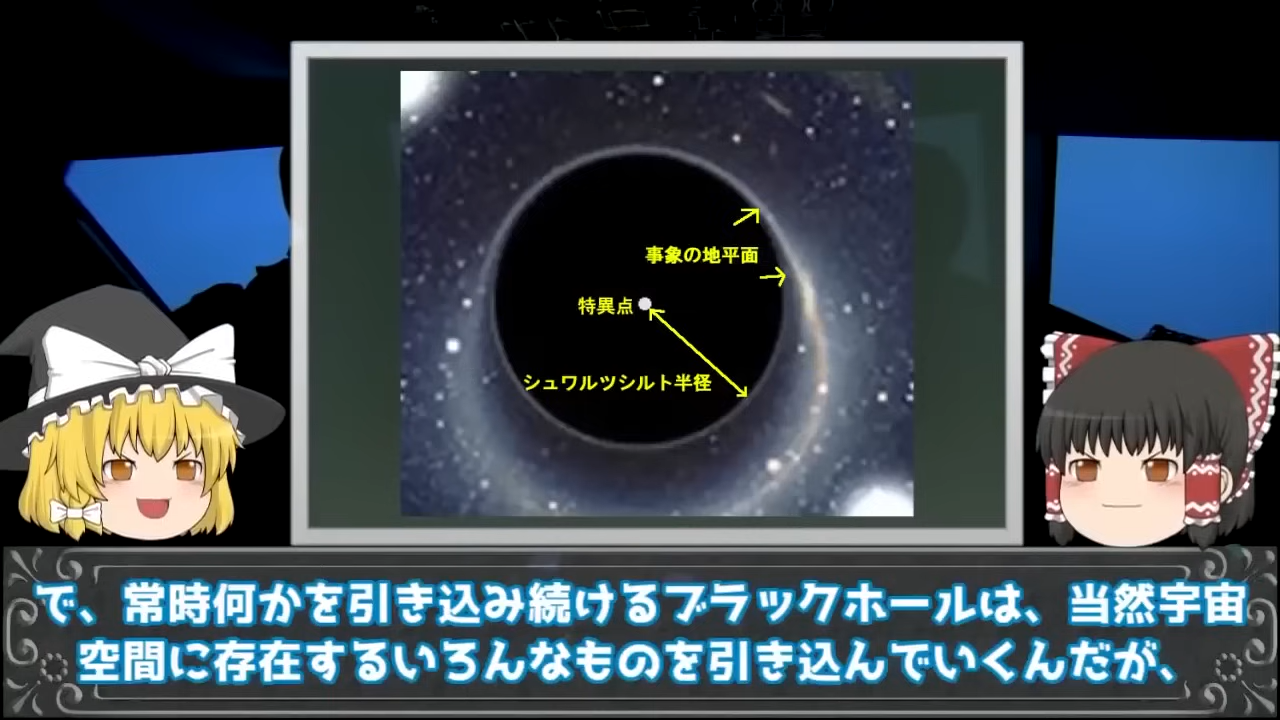 事象の地平面
特異点
シュワルツシルト半径
で、常時何かを引き込み続けるブラックホールは、当然宇宙
空間に存在するいろんなものを引き込んでいくんだが、